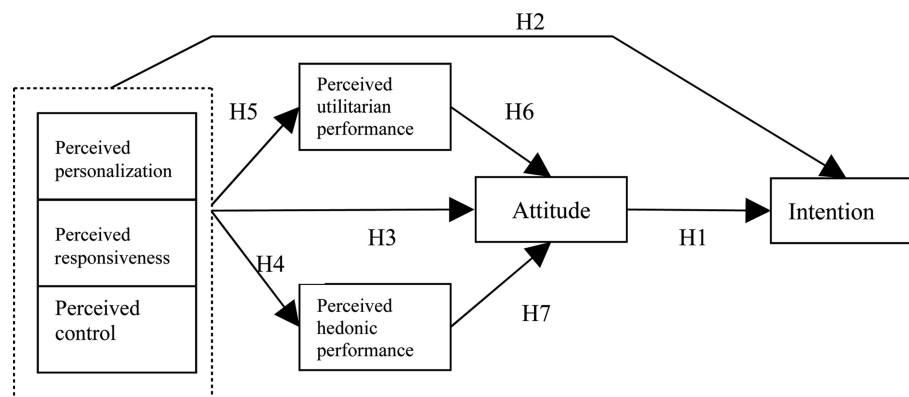 H2
Perceived
utilitarian
performance
H5
H6
Perceived
personalization
Attitude
Intention
Perceived
responsiveness
H3
H1
H4
Perceived
control
Perceived
hedonic
performance
H7